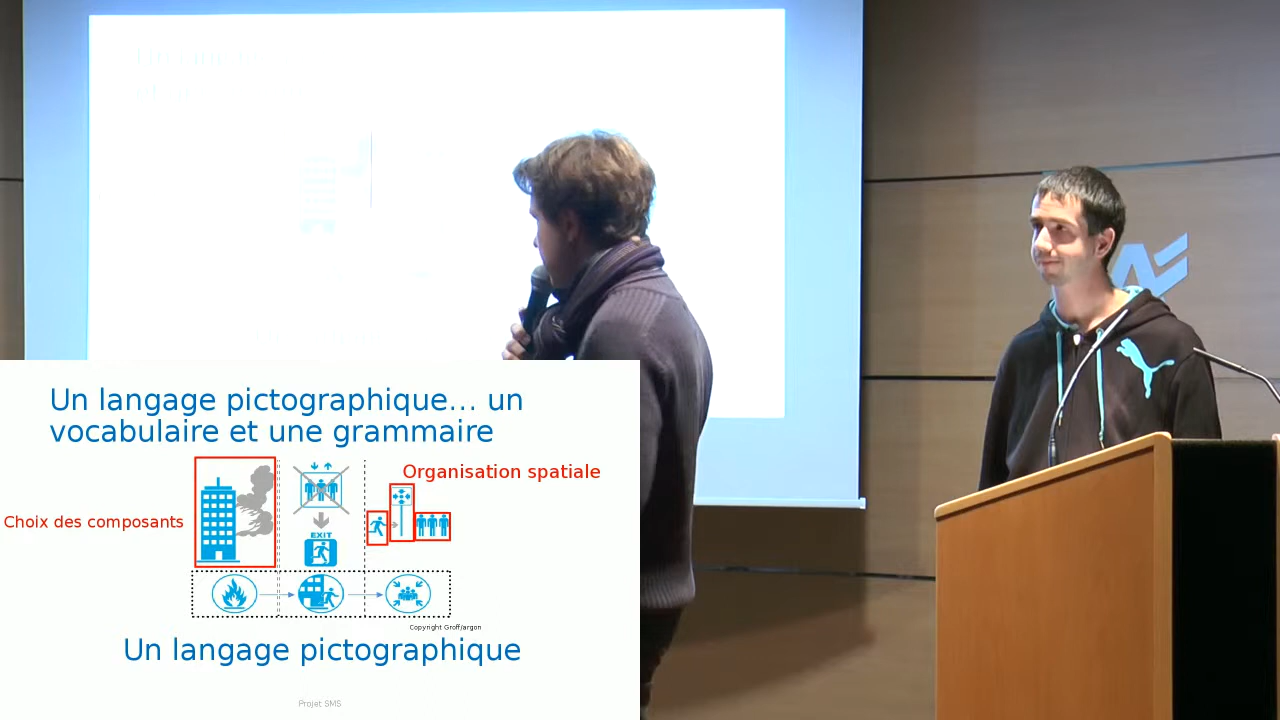 Un langage pictographique... un
vocabulaire et une grammaire
Organisation spatiale
Choix des composants
EXIT
Copyright Groff/argon
Un langage pictographique
Projet SMS